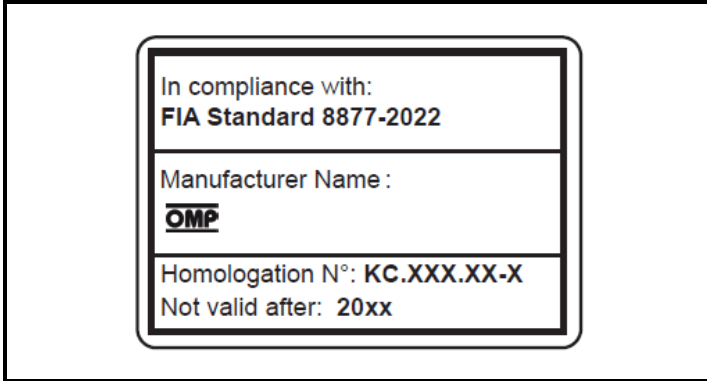 In compliance with:
FIA Standard 8877-2022
Manufacturer Name :
OMP
Homologation N°: KC.XXX.XX-X
Not valid after: 20xx